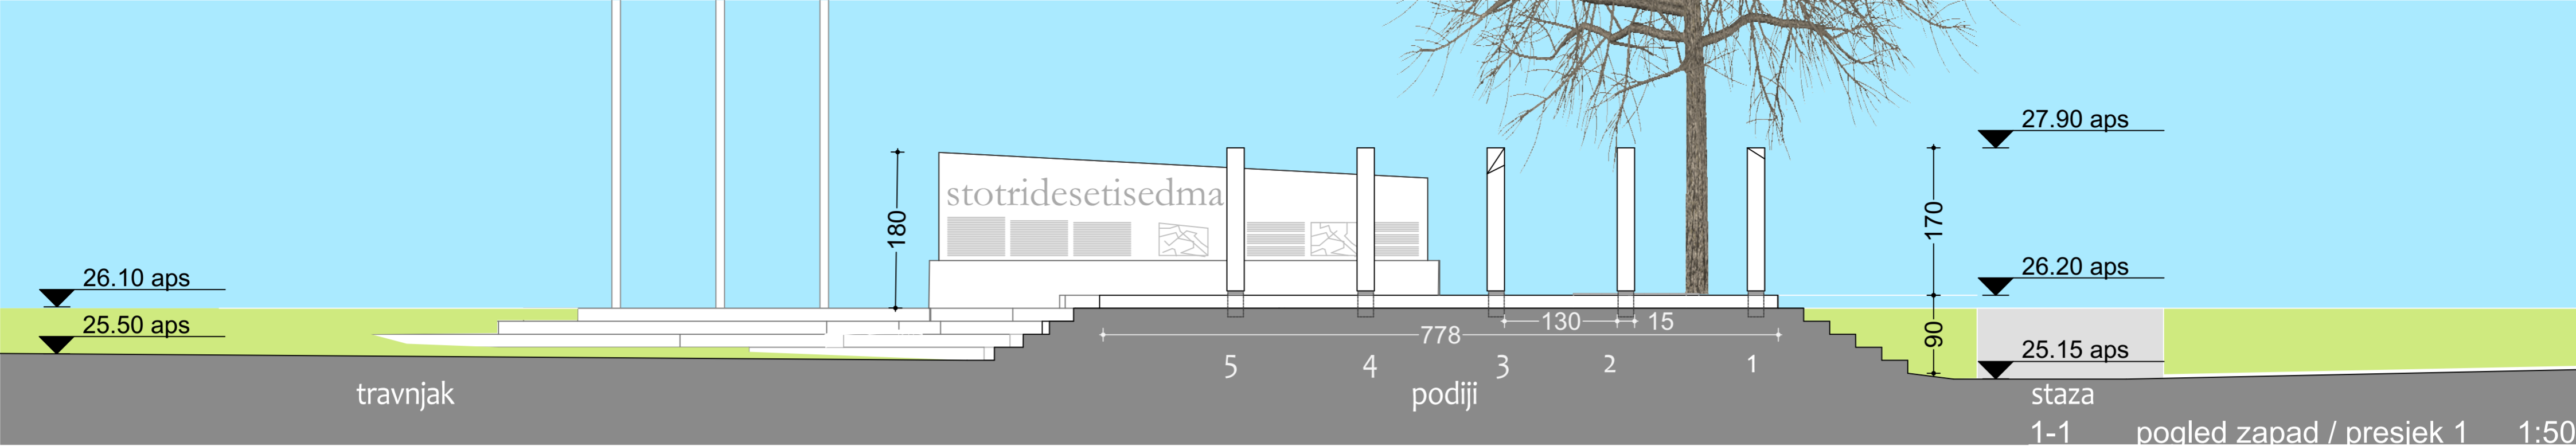 27.90 aps
stotridesetisedma
180
170
26.10 aps
26.20 aps
25.50 aps
130
15
778
90
25.15 aps
5 4 3 2 1
travnjak
podiji
staza
1-1 pogled zapad / presjek 1 1:50